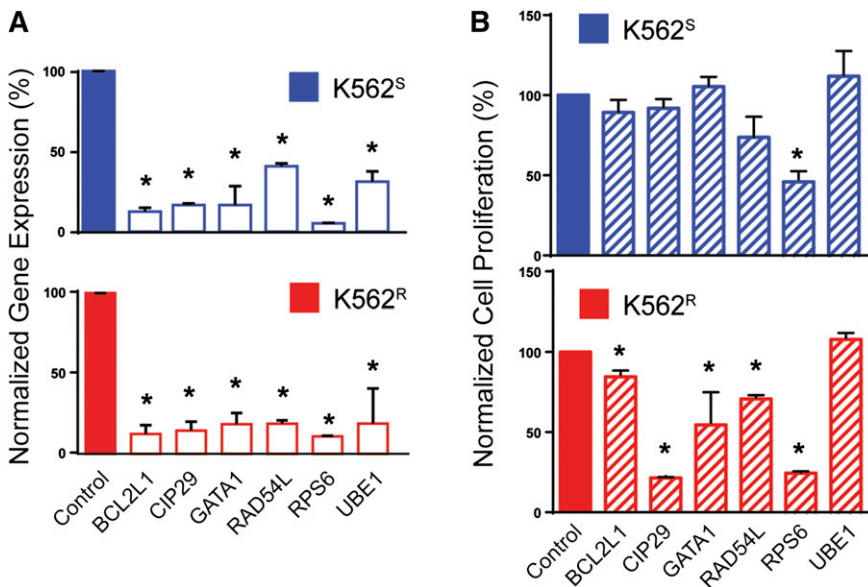 A
Normalized Gene Expression (%)
100
50
0
K562ˢ
* * * * * *
100
50
0
K562ᴿ
* * * * * *
Control
BCL2L1
CIP29
GATA1
RAD54L
RPS6
UBE1
B
Normalized Cell Proliferation (%)
150
100
50
0
K562ˢ
*
150
100
50
0
K562ᴿ
* * * * *
Control
BCL2L1
CIP29
GATA1
RAD54L
RPS6
UBE1